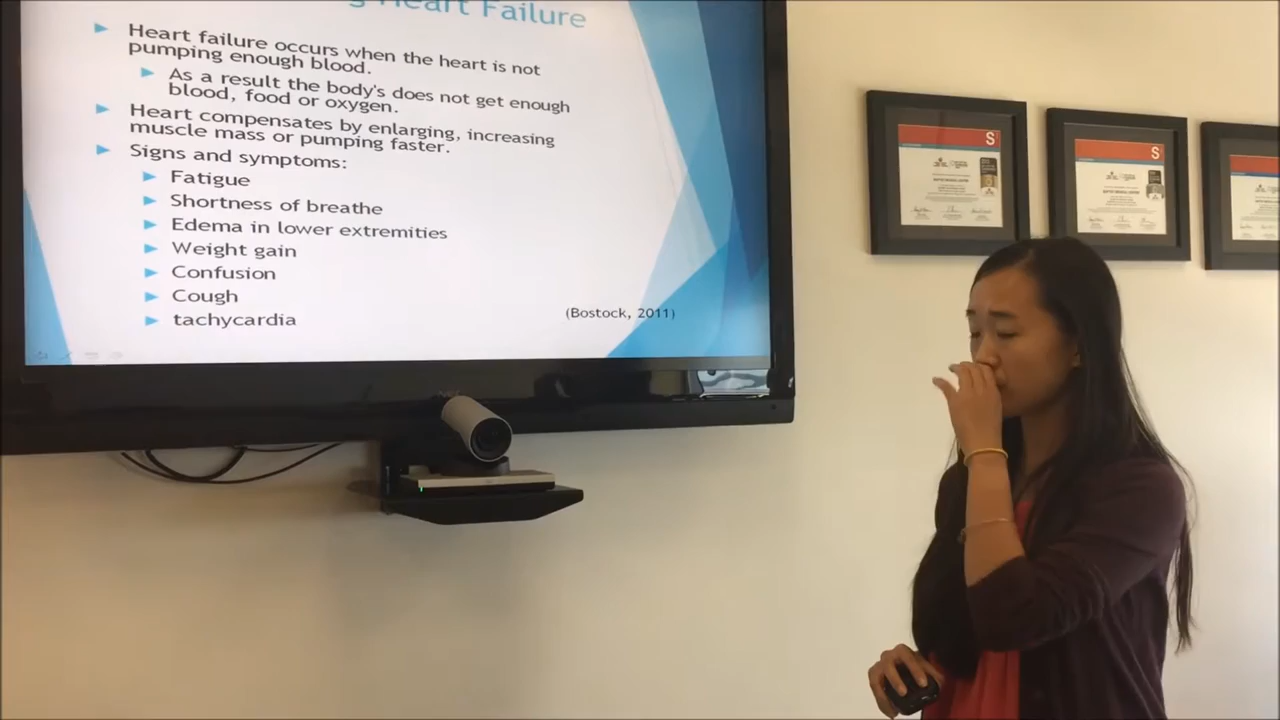 Heart Failure
Heart failure occurs when the heart is not
pumping enough blood.
As a result the body's does not get enough
blood, food or oxygen.
Heart compensates by enlarging, increasing
muscle mass or pumping faster.
Signs and symptoms:
Fatigue
Shortness of breathe
Edema in lower extremities
Weight gain
Confusion
Cough
tachycardia
(Bostock, 2011)
S
S